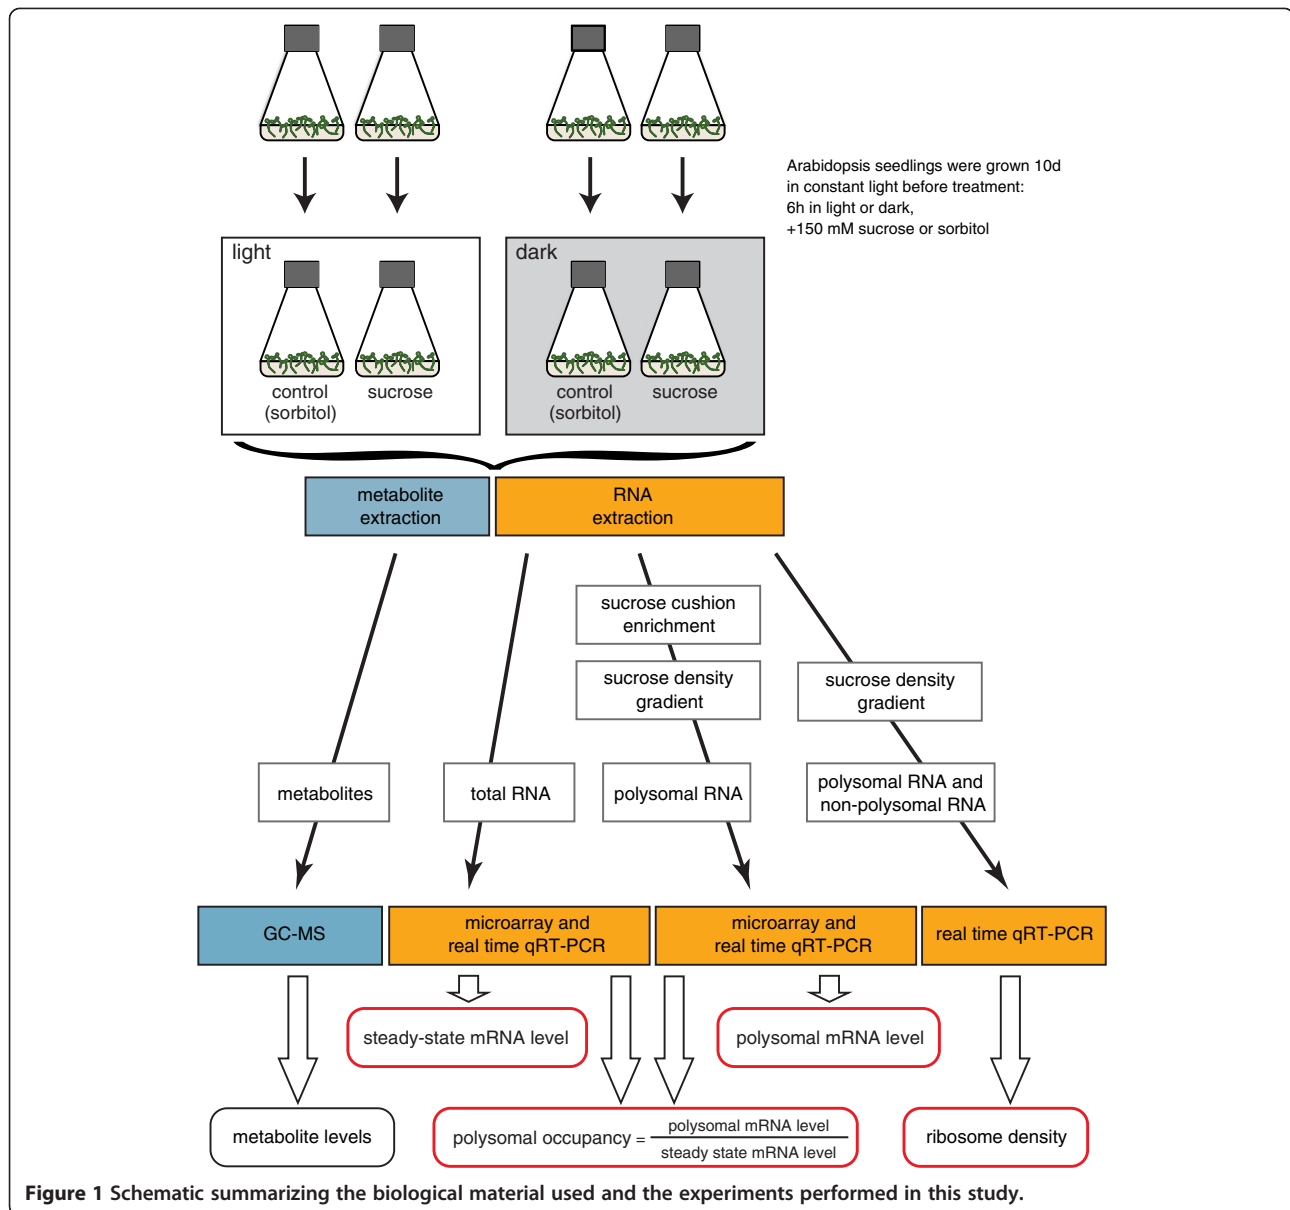 Arabidopsis seedlings were grown 10d
in constant light before treatment:
6h in light or dark,
+150 mM sucrose or sorbitol
light
control
(sorbitol)
sucrose
dark
control
(sorbitol)
sucrose
metabolite
extraction
RNA
extraction
sucrose cushion
enrichment
sucrose density
gradient
sucrose density
gradient
metabolites
total RNA
polysomal RNA
polysomal RNA and
non-polysomal RNA
GC-MS
microarray and
real time qRT-PCR
microarray and
real time qRT-PCR
real time qRT-PCR
steady-state mRNA level
polysomal mRNA level
metabolite levels
polysomal occupancy =
polysomal mRNA level
steady state mRNA level
ribosome density
Figure 1 Schematic summarizing the biological material used and the experiments performed in this study.